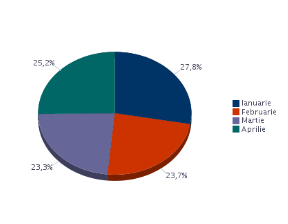 25,2%
27,8%
Ianuarie
Februarie
Martie
Aprilie
23,3%
23,7%